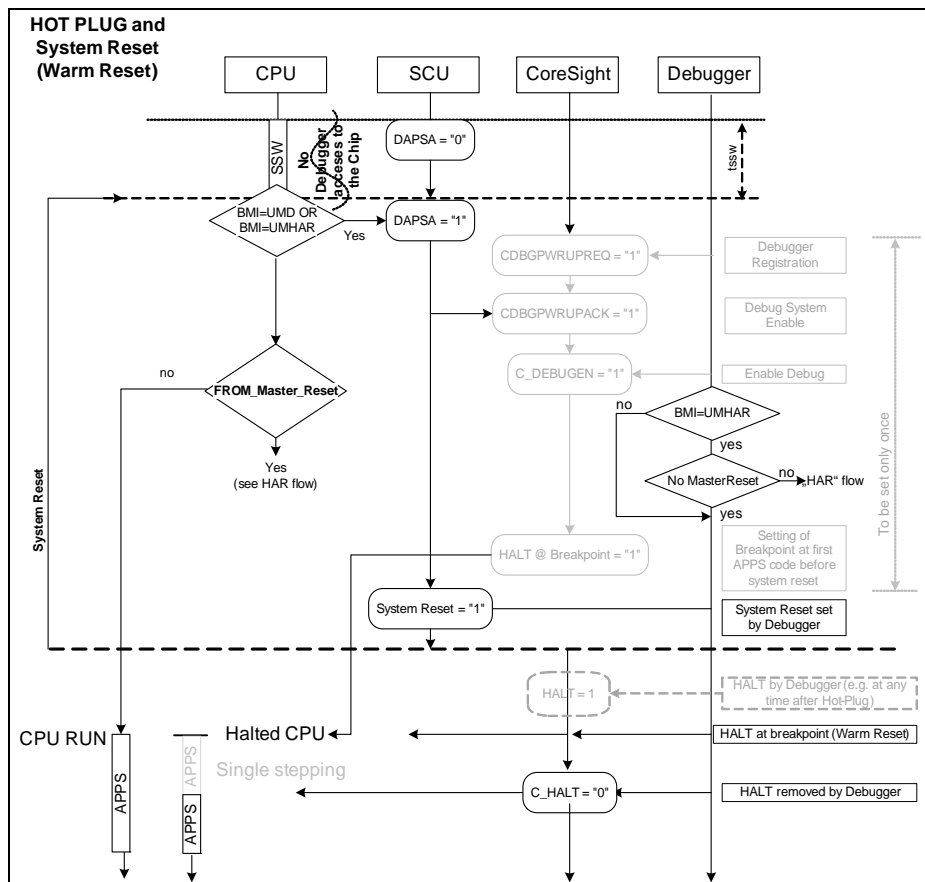 HOT PLUG and
System Reset
(Warm Reset)
CPU
SCU
CoreSight
Debugger
SSW
No
Debugger
acceses to
the Chip
DAPSA = "0"
tssw
BMI=UMD OR
BMI=UMHAR
Yes
DAPSA = "1"
CDBGPWRUPREQ = "1"
Debugger
Registration
CDBGPWRUPACK = "1"
Debug System
Enable
C_DEBUGEN = "1"
Enable Debug
no
FROM_Master_Reset
Yes
(see HAR flow)
no
BMI=UMHAR
yes
No MasterReset
no
„HAR“ flow
yes
To be set only once
System Reset
HALT @ Breakpoint = "1"
Setting of
Breakpoint at first
APPS code before
system reset
System Reset = "1"
System Reset set
by Debugger
HALT = 1
HALT by Debugger (e.g. at any
time after Hot-Plug)
CPU RUN
Halted CPU
HALT at breakpoint (Warm Reset)
APPS
APPS
Single stepping
APPS
C_HALT = "0"
HALT removed by Debugger